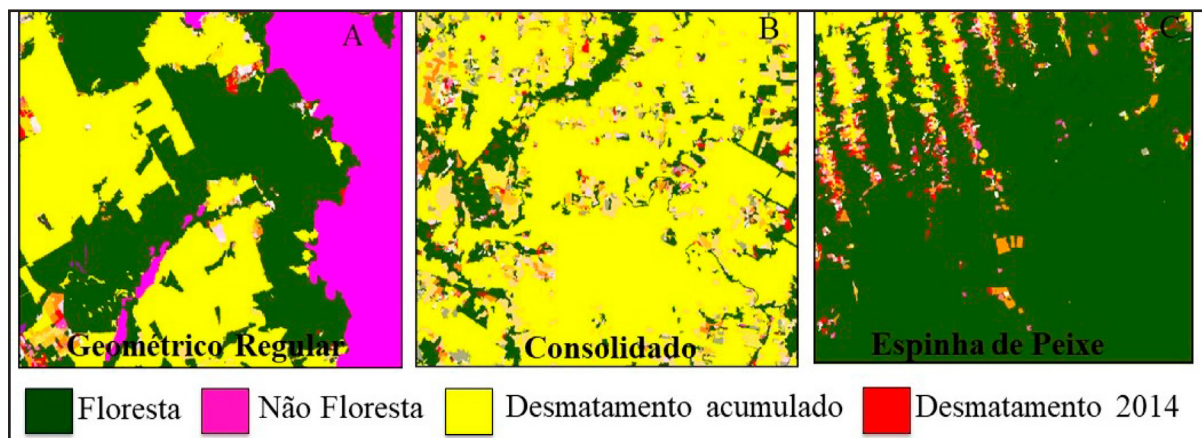 A
B
C
Geométrico Regular
Consolidado
Espinha de Peixe
Floresta
Não Floresta
Desmatamento acumulado
Desmatamento 2014